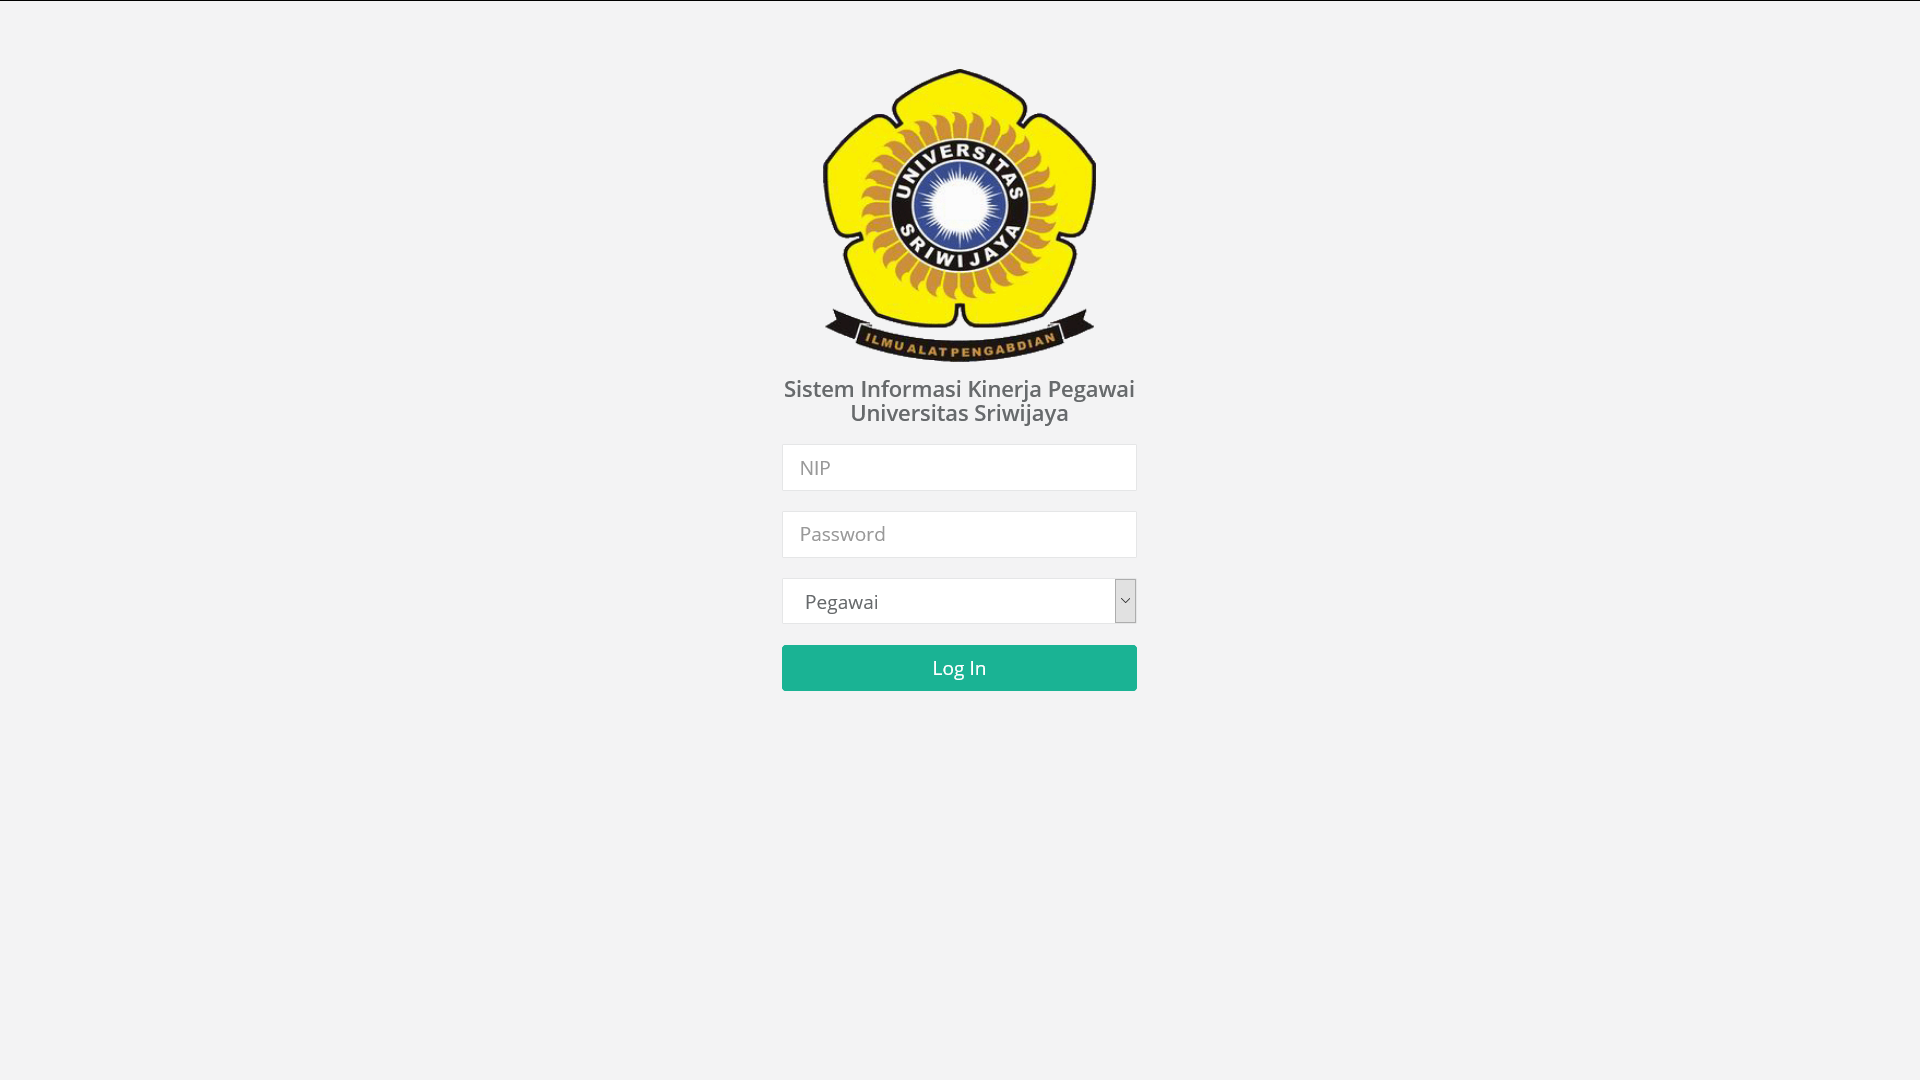 UNIVERSITAS
SRIWIJAYA
ILMU ALAT PENGABDIAN
Sistem Informasi Kinerja Pegawai
Universitas Sriwijaya
NIP
Password
Pegawai
Log In